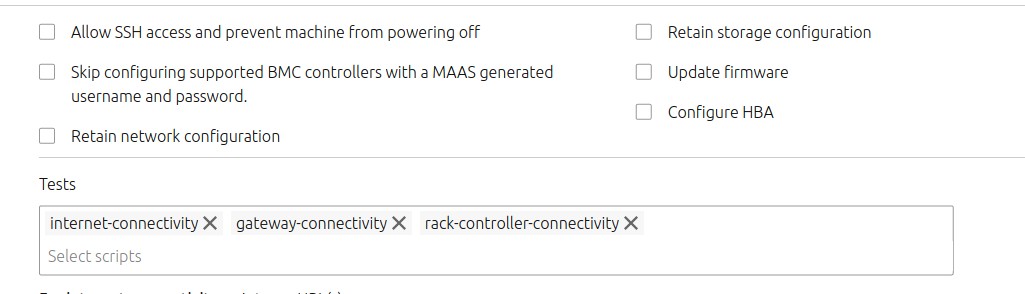 Allow SSH access and prevent machine from powering off
Skip configuring supported BMC controllers with a MAAS generated
username and password.
Retain network configuration
Retain storage configuration
Update firmware
Configure HBA
Tests
internet-connectivity gateway-connectivity rack-controller-connectivity
Select scripts